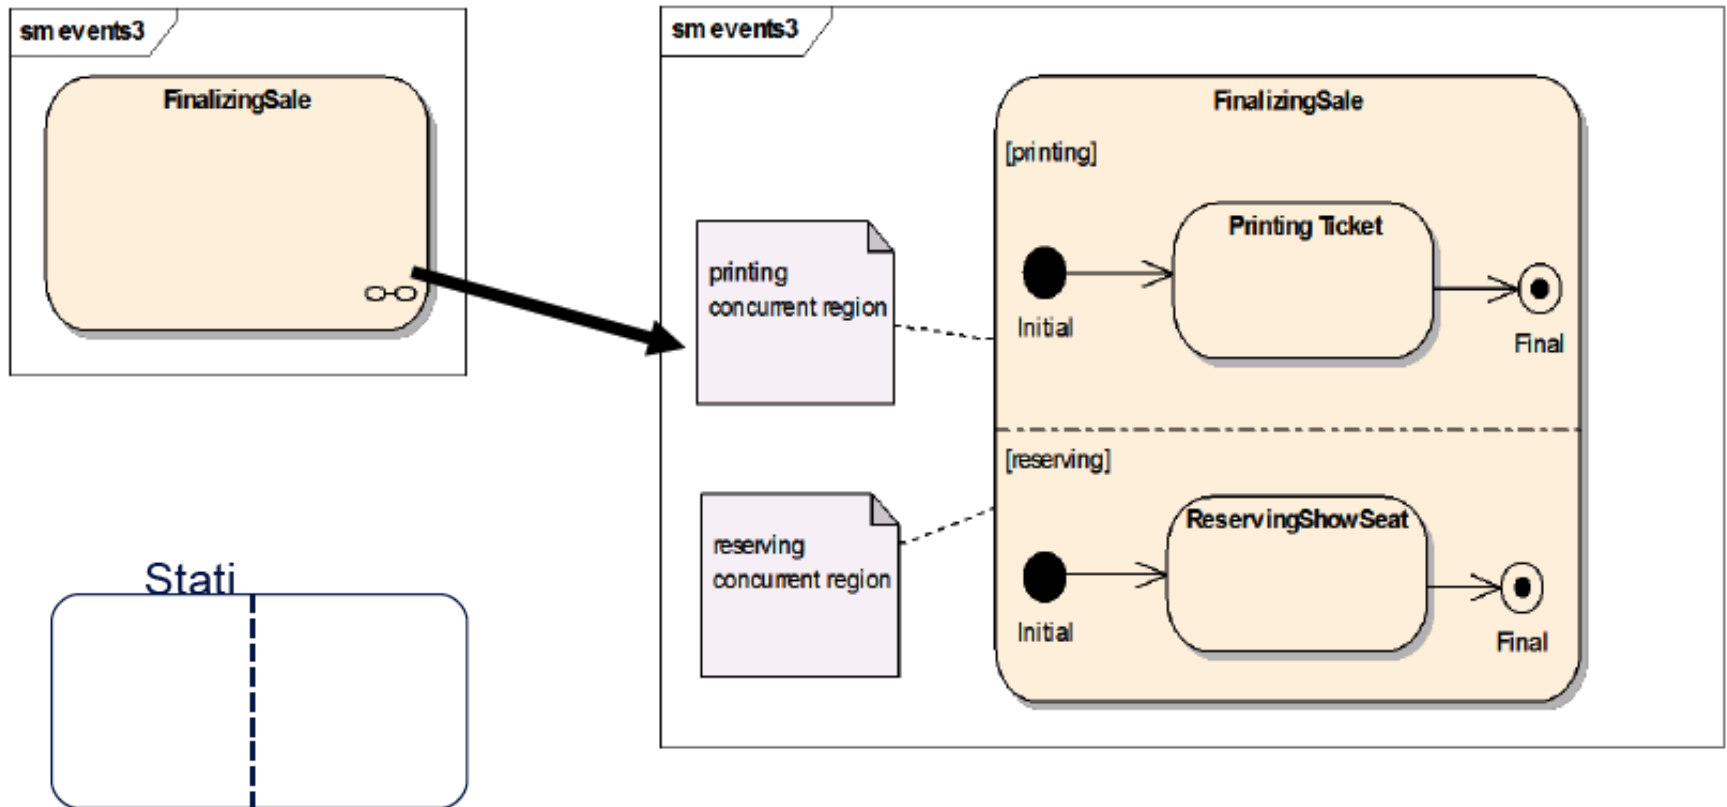 sm events3
FinalizingSale
Stati
sm events3
FinalizingSale
[printing]
Printing Ticket
Initial
Final
printing
concurrent region
[reserving]
ReservingShowSeat
Initial
Final
reserving
concurrent region